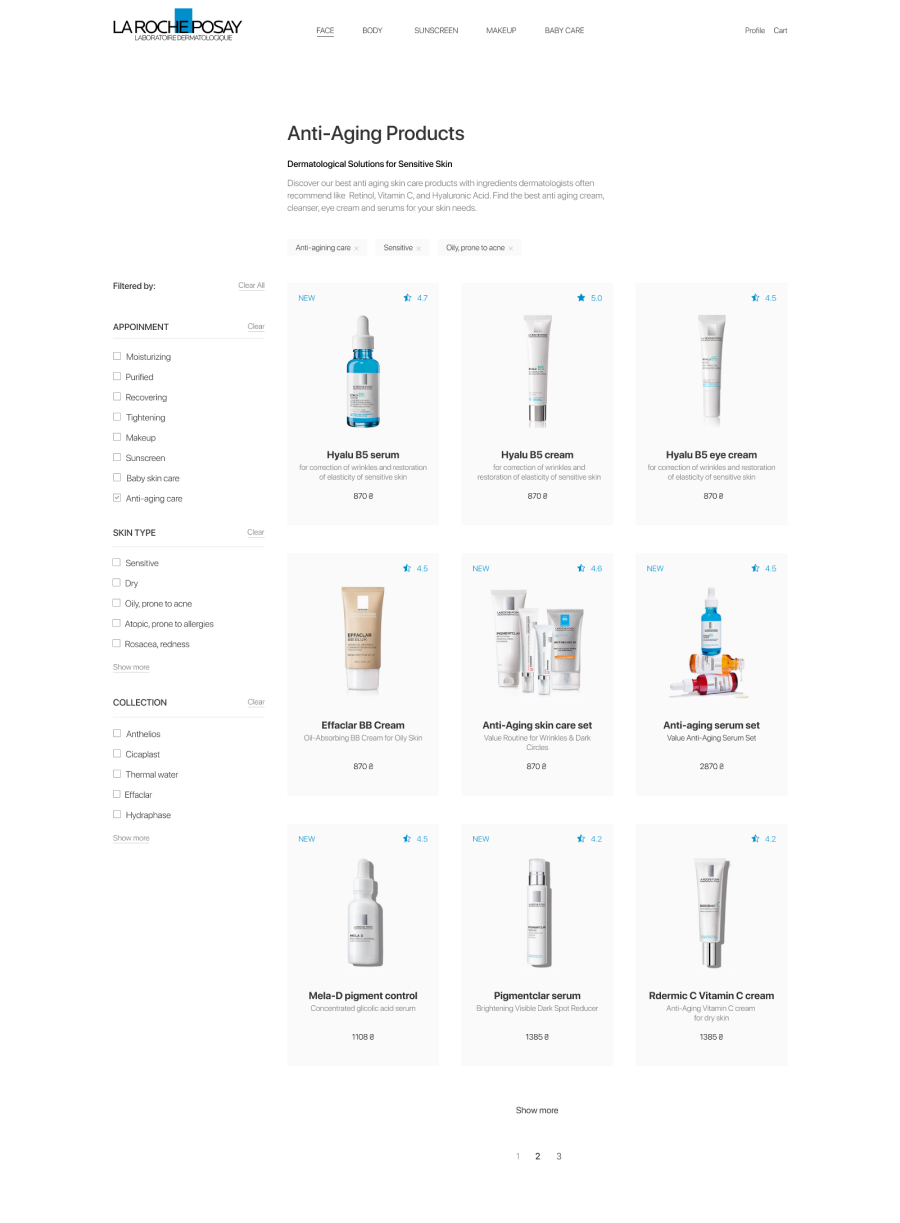 LA ROCHE POSAY
LABORATOIRE DERMATOLOGIQUE
FACE BODY SUNSCREEN MAKEUP BABY CARE
Profile Cart
Anti-Aging Products
Dermatological Solutions for Sensitive Skin
Discover our best anti aging skin care products with ingredients dermatologists often
recommend like Retinol, Vitamin C, and Hyaluronic Acid. Find the best anti aging cream,
cleanser, eye cream and serums for your skin needs.
Anti-agining care × Sensitive × Oily, prone to acne ×
Filtered by: Clear All
APPOINMENT Clear
Moisturizing
Purified
Recovering
Tightening
Makeup
Sunscreen
Baby skin care
Anti-aging care
SKIN TYPE Clear
Sensitive
Dry
Oily, prone to acne
Atopic, prone to allergies
Rosacea, redness
Show more
COLLECTION Clear
Anthelios
Cicaplast
Thermal water
Effaclar
Hydraphase
Show more
NEW 4.7
Hyalu B5 serum
for correction of wrinkles and restoration
of elasticity of sensitive skin
870 ₴
5.0
Hyalu B5 cream
for correction of wrinkles and
restoration of elasticity of sensitive skin
870 ₴
4.5
Hyalu B5 eye cream
for correction of wrinkles and restoration
of elasticity of sensitive skin
870 ₴
4.5
EFFACLAR
Effaclar BB Cream
Oil-Absorbing BB Cream for Oily Skin
870 ₴
NEW 4.6
Anti-Aging skin care set
Value Routine for Wrinkles & Dark
Circles
870 ₴
NEW 4.5
Anti-aging serum set
Value Anti-Aging Serum Set
2870 ₴
NEW 4.5
MELA-D
Mela-D pigment control
Concentrated glicolic acid serum
1108 ₴
NEW 4.2
Pigmentclar serum
Brightening Visible Dark Spot Reducer
1385 ₴
4.2
Rdermic C Vitamin C cream
Anti-Aging Vitamin C cream
for dry skin
1385 ₴
Show more
1 2 3